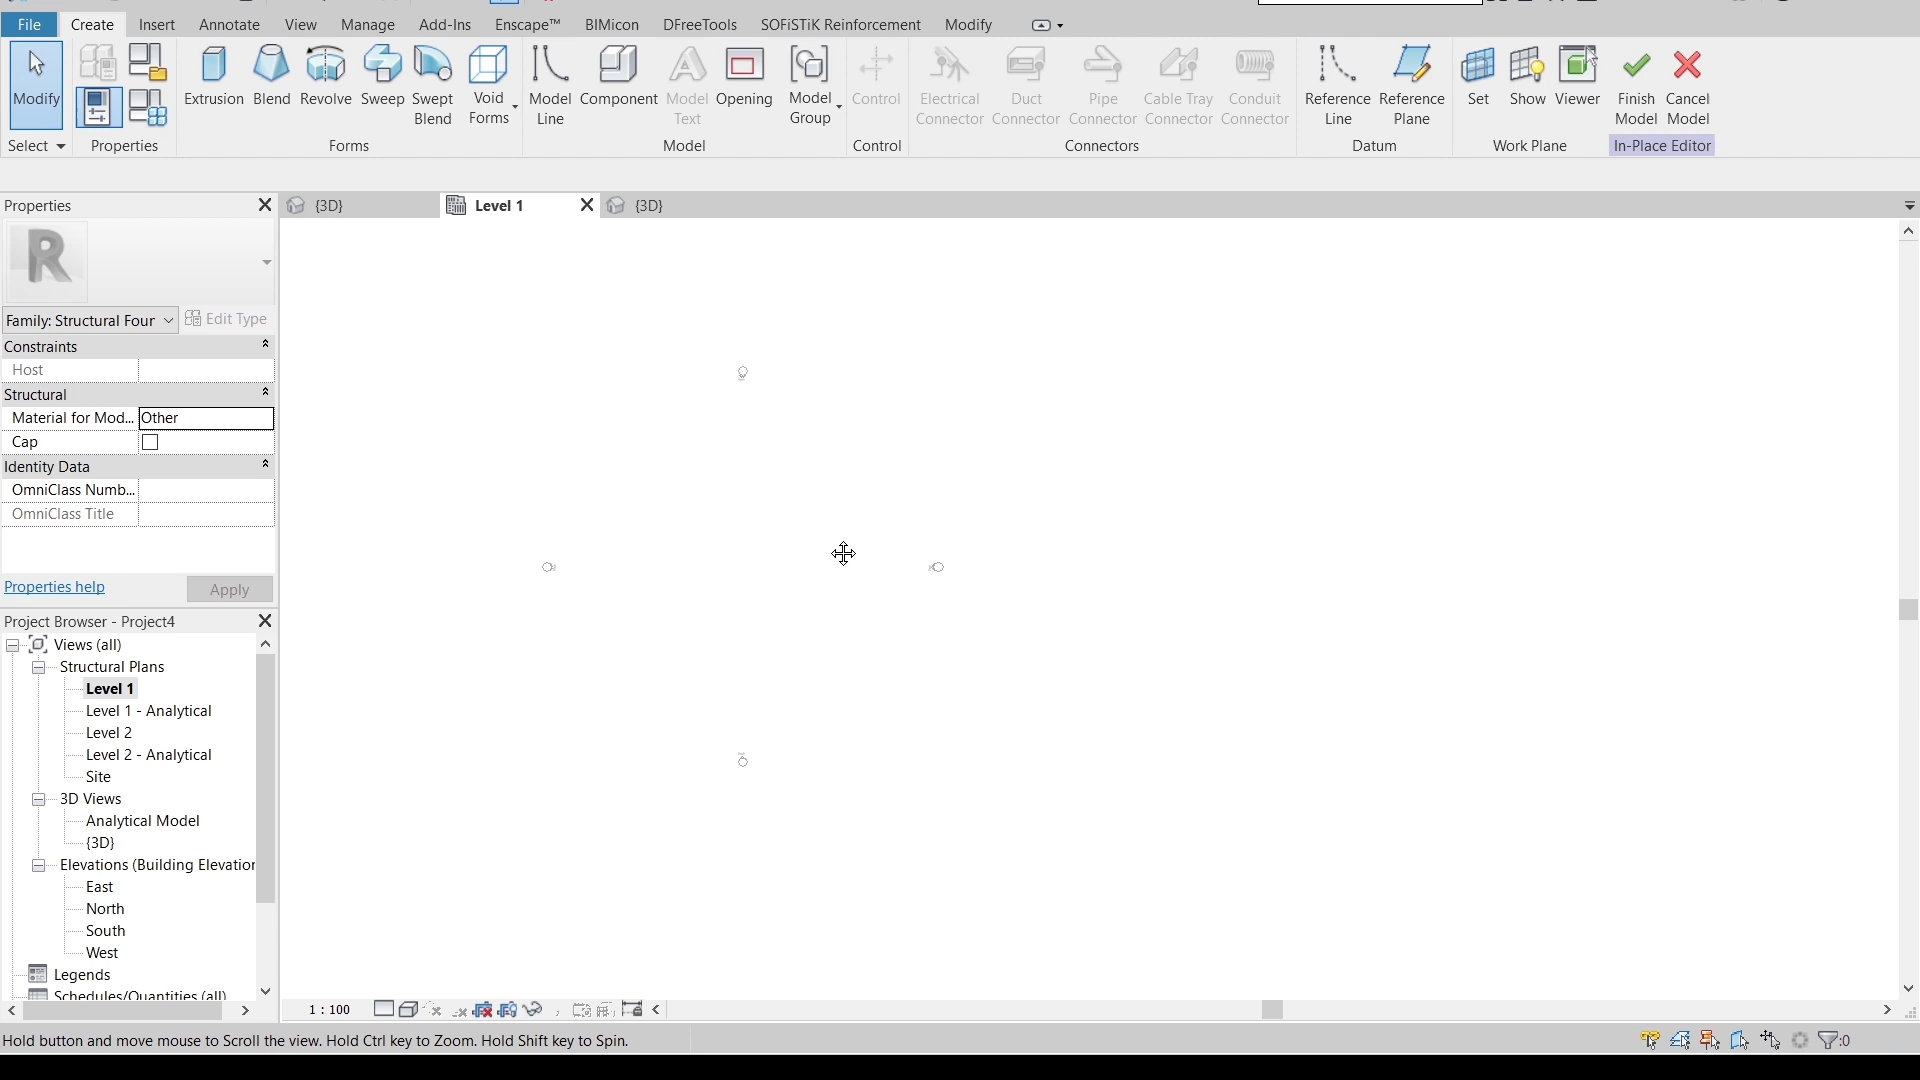 File Create Insert Annotate View Manage Add-Ins Enscape™ BIMicon DFreeTools SOFiSTiK Reinforcement Modify
Modify Extrusion Blend Revolve Sweep Swept Blend Void Forms Model Line Component Model Text Opening Model Group Control Electrical Connector Duct Connector Pipe Connector Cable Tray Connector Conduit Connector Reference Line Reference Plane Set Show Viewer Finish Model Cancel Model
Select Properties Forms Model Control Connectors Datum Work Plane In-Place Editor
Properties
{3D} Level 1 {3D}
R
Family: Structural Four Edit Type
Constraints
Host
Structural
Material for Mod... Other
Cap
Identity Data
OmniClass Numb...
OmniClass Title
Properties help Apply
Project Browser - Project4
Views (all)
Structural Plans
Level 1
Level 1 - Analytical
Level 2
Level 2 - Analytical
Site
3D Views
Analytical Model
{3D}
Elevations (Building Elevation
East
North
South
West
Legends
Schedules/Quantities (all)
1 : 100
Hold button and move mouse to Scroll the view. Hold Ctrl key to Zoom. Hold Shift key to Spin.
:0